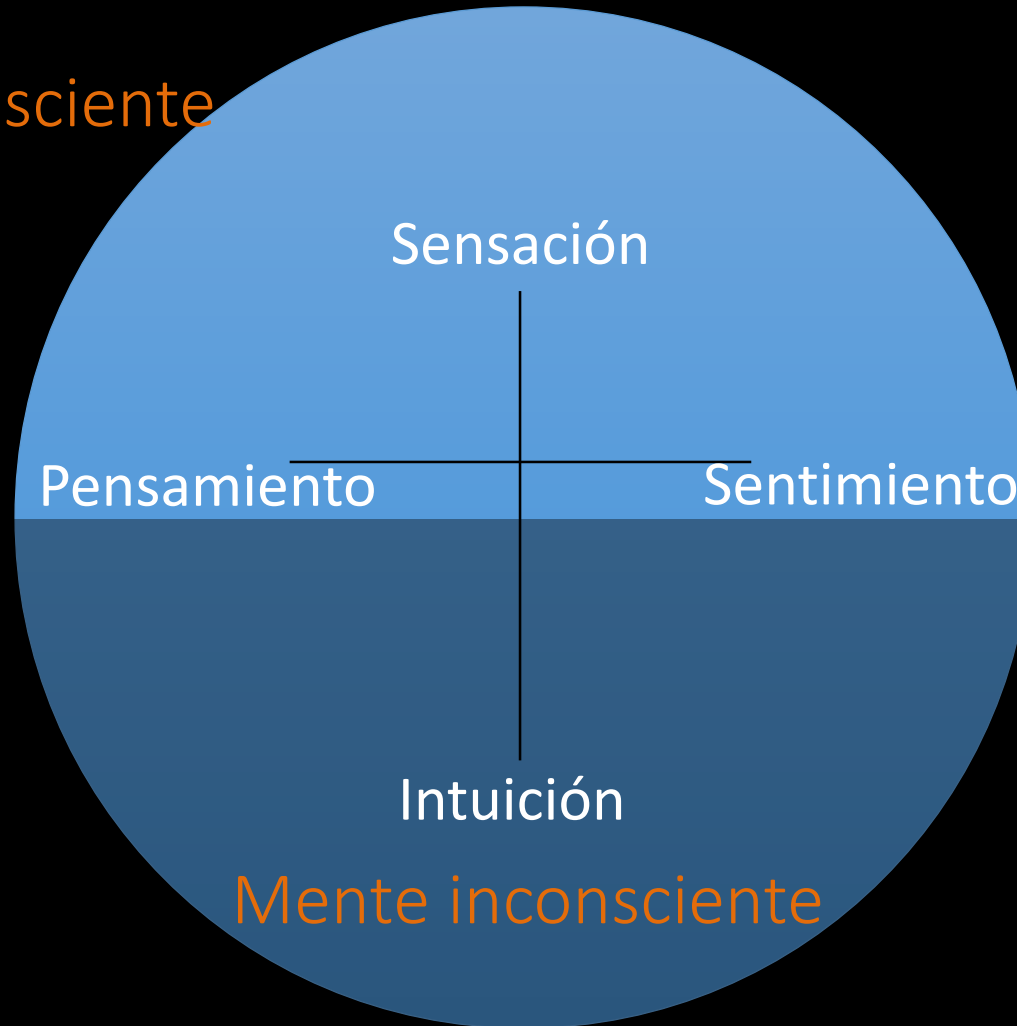 sciente
Sensación
Pensamiento
Sentimiento
Intuición
Mente inconsciente